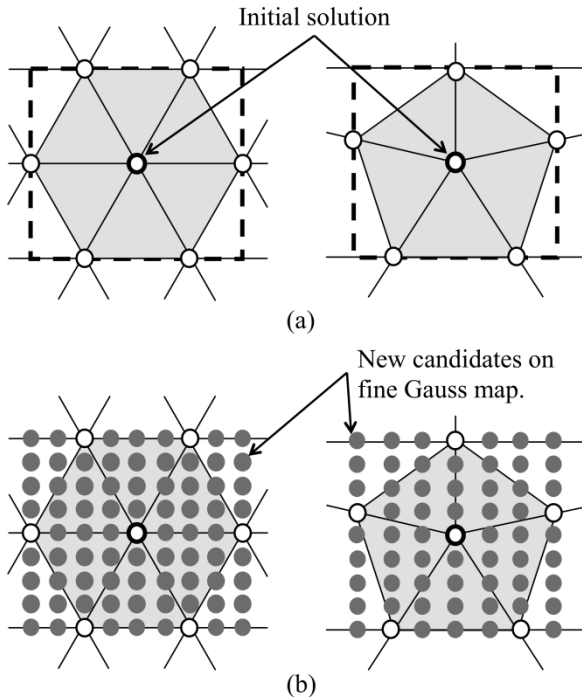 Initial solution
(a)
New candidates on
fine Gauss map.
(b)